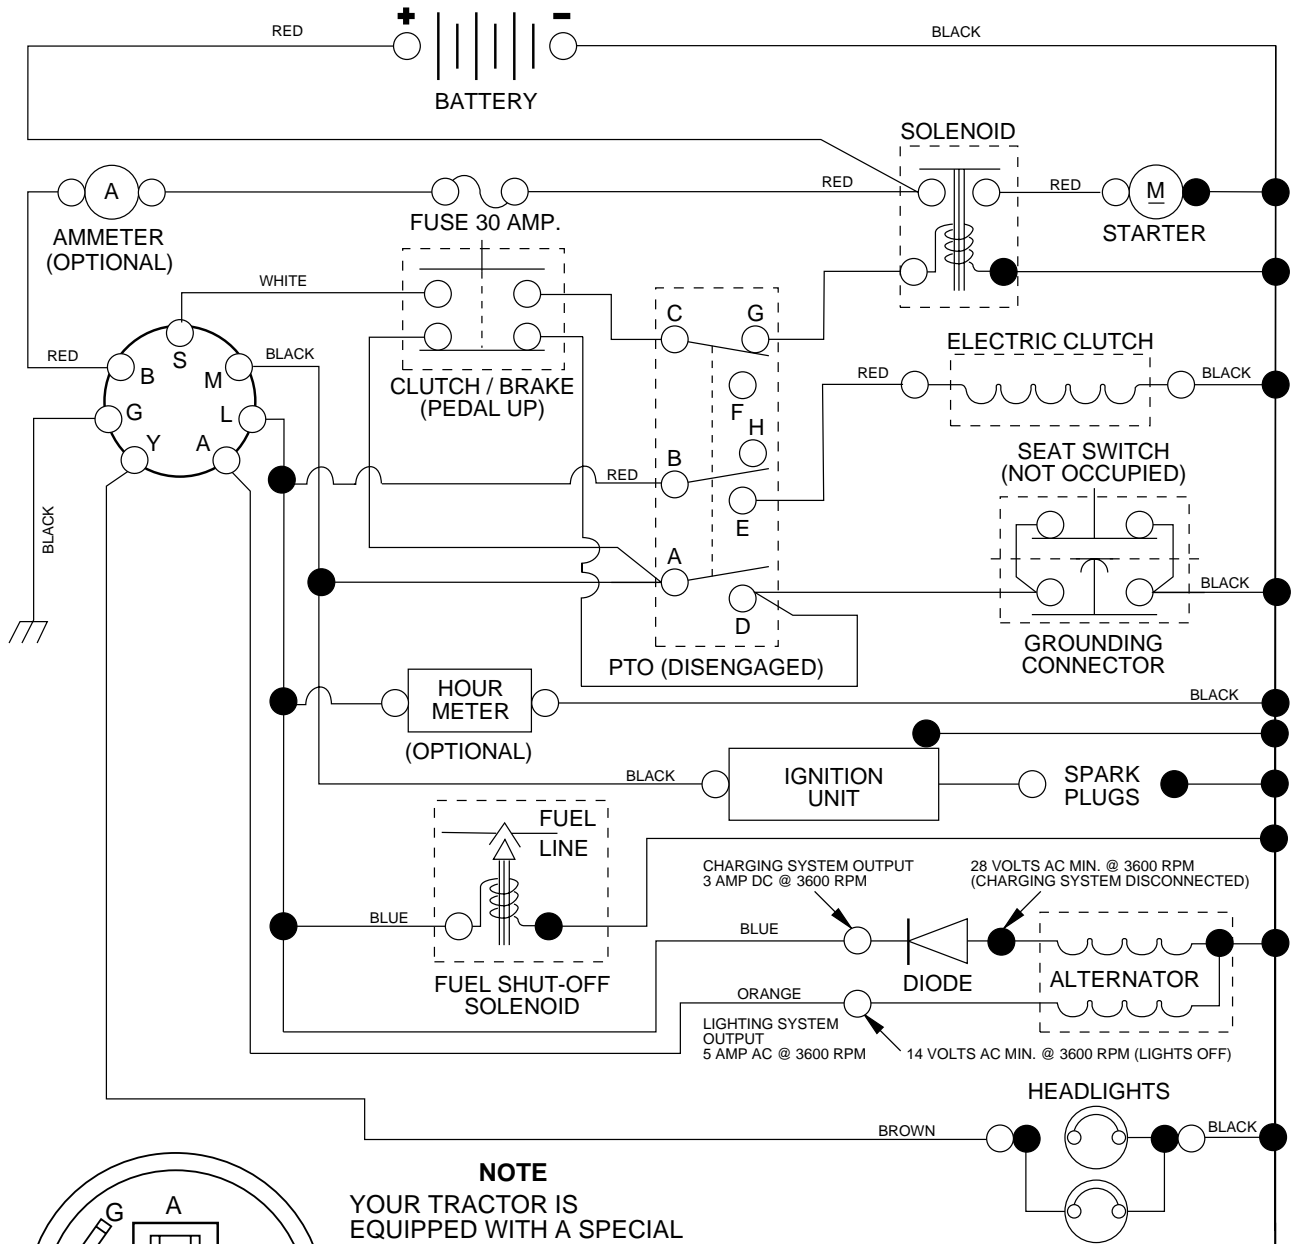 RED
+
-
BLACK
BATTERY
SOLENOID
A
RED
RED
M
FUSE 30 AMP.
AMMETER
(OPTIONAL)
STARTER
WHITE
S
C
G
RED
B
M
BLACK
ELECTRIC CLUTCH
CLUTCH / BRAKE
(PEDAL UP)
RED
BLACK
G
L
F
H
Y
A
SEAT SWITCH
(NOT OCCUPIED)
B
RED
BLACK
E
A
BLACK
D
GROUNDING
CONNECTOR
PTO (DISENGAGED)
HOUR
METER
BLACK
(OPTIONAL)
BLACK
IGNITION
UNIT
SPARK
PLUGS
FUEL
LINE
CHARGING SYSTEM OUTPUT
3 AMP DC @ 3600 RPM
28 VOLTS AC MIN. @ 3600 RPM
(CHARGING SYSTEM DISCONNECTED)
BLUE
BLUE
FUEL SHUT-OFF
SOLENOID
DIODE
ALTERNATOR
ORANGE
LIGHTING SYSTEM
OUTPUT
5 AMP AC @ 3600 RPM
14 VOLTS AC MIN. @ 3600 RPM (LIGHTS OFF)
HEADLIGHTS
BROWN
BLACK
NOTE
YOUR TRACTOR IS
EQUIPPED WITH A SPECIAL
G
A